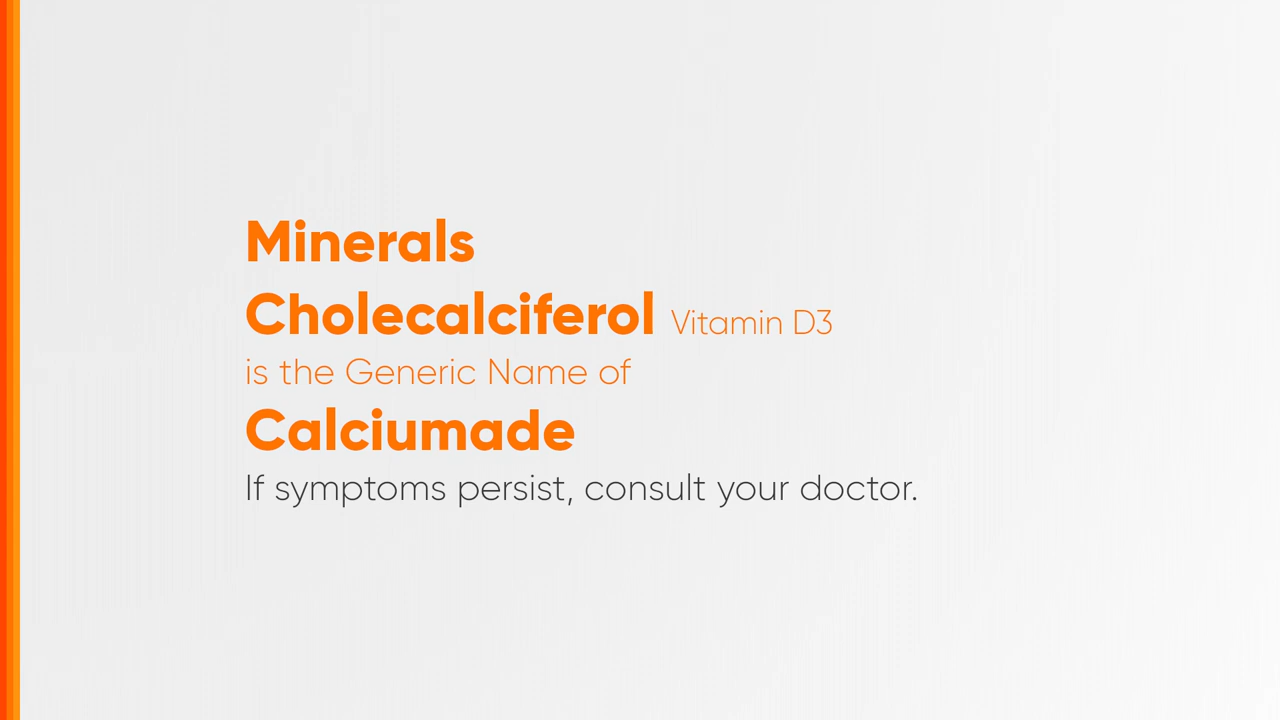 Minerals
Cholecalciferol Vitamin D3
is the Generic Name of
Calciumade
If symptoms persist, consult your doctor.